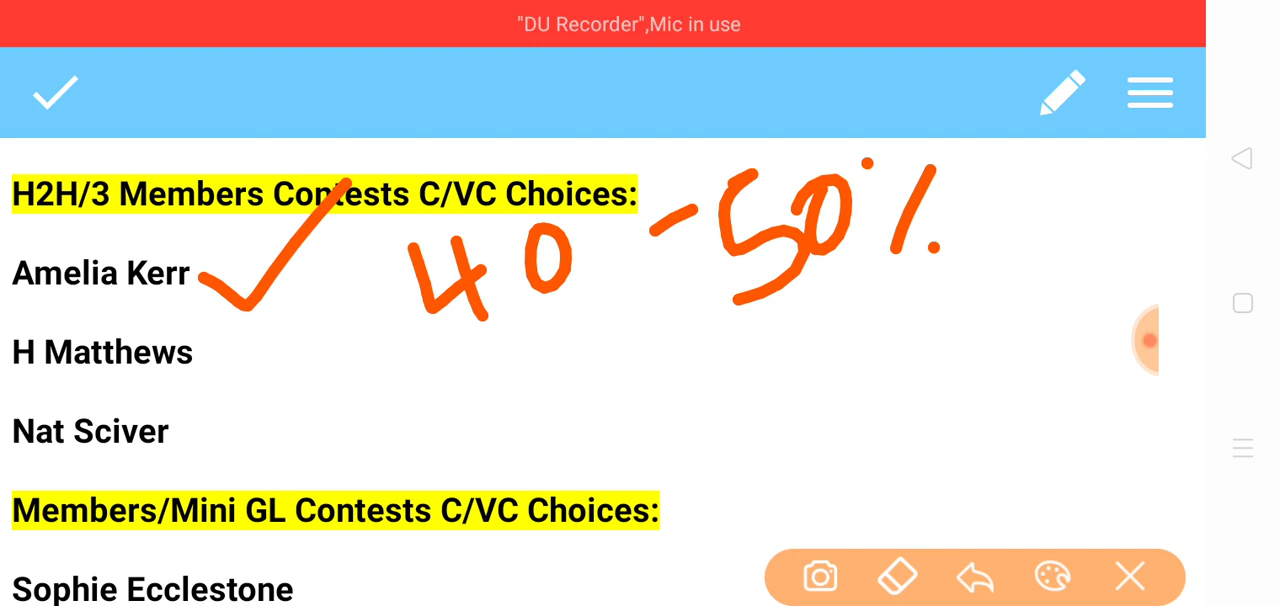 "DU Recorder",Mic in use
H2H/3 Members Contests C/VC Choices:
40 - 50%
Amelia Kerr
H Matthews
Nat Sciver
Members/Mini GL Contests C/VC Choices:
Sophie Ecclestone